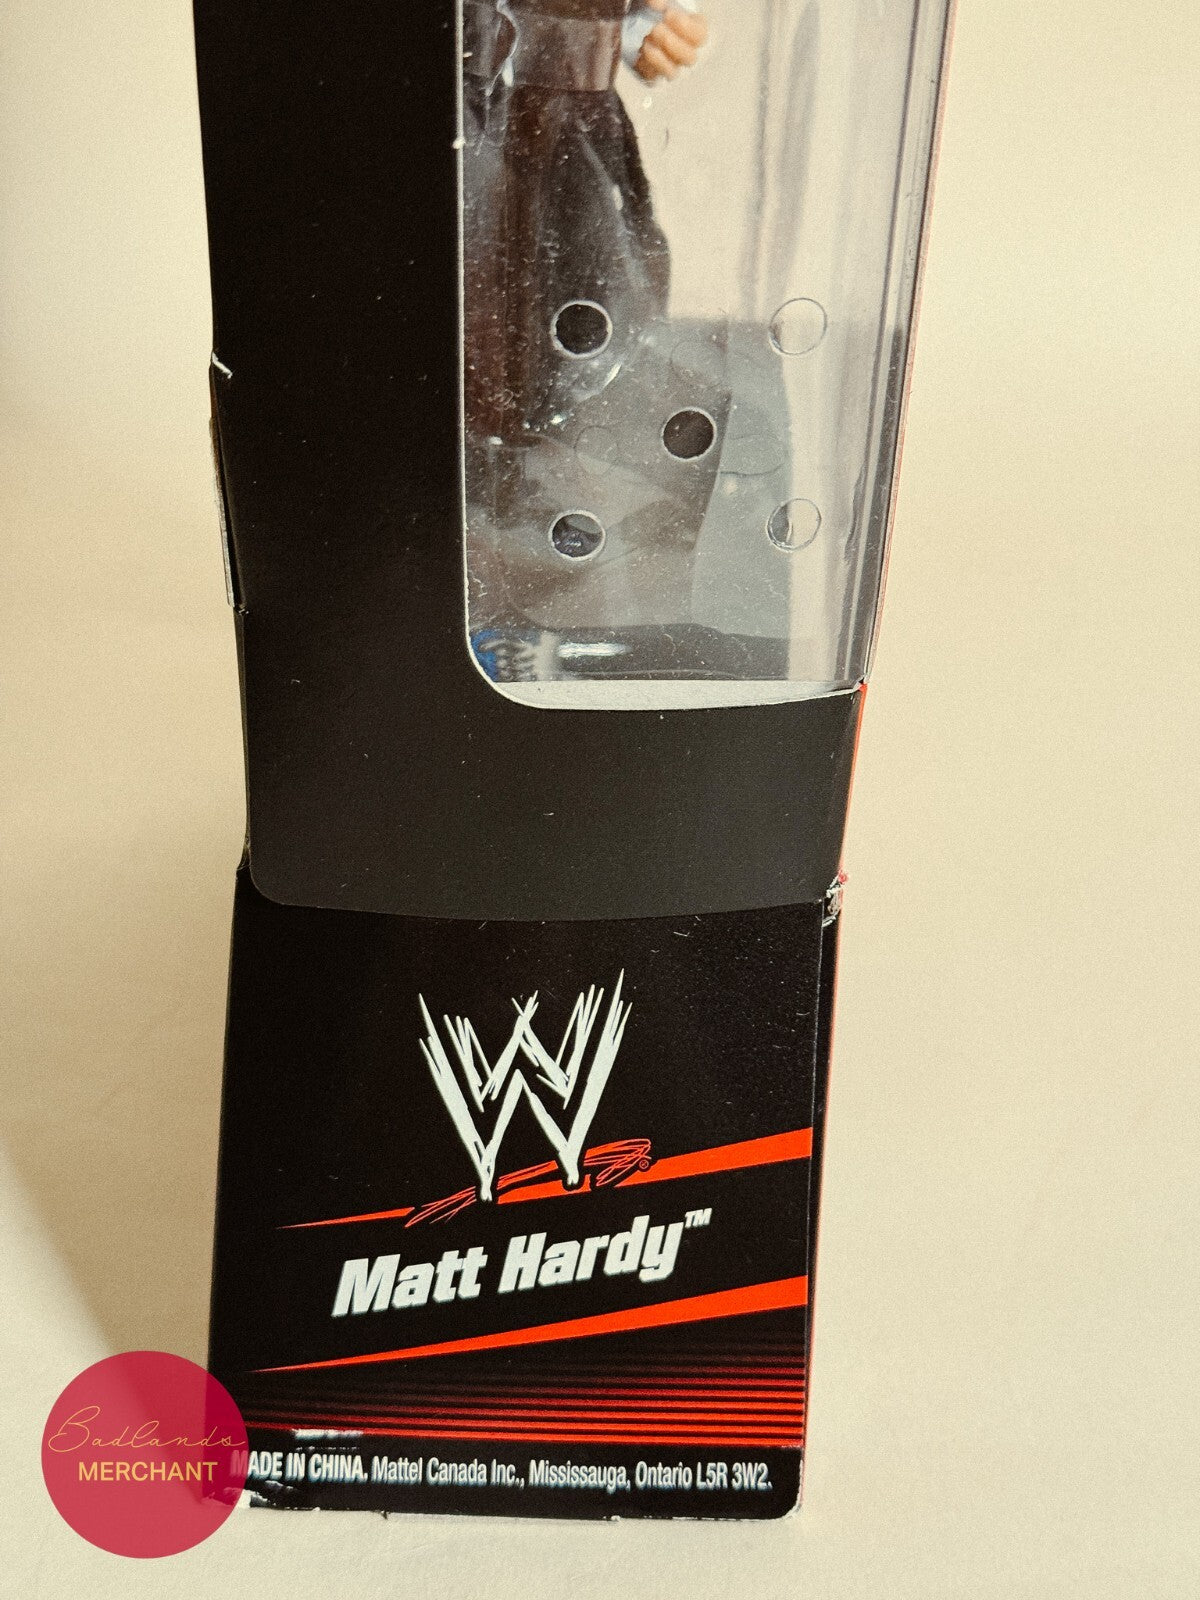 W
®
Matt Hardy™
MADE IN CHINA. Mattel Canada Inc., Mississauga, Ontario L5R 3W2.
Badlands
MERCHANT